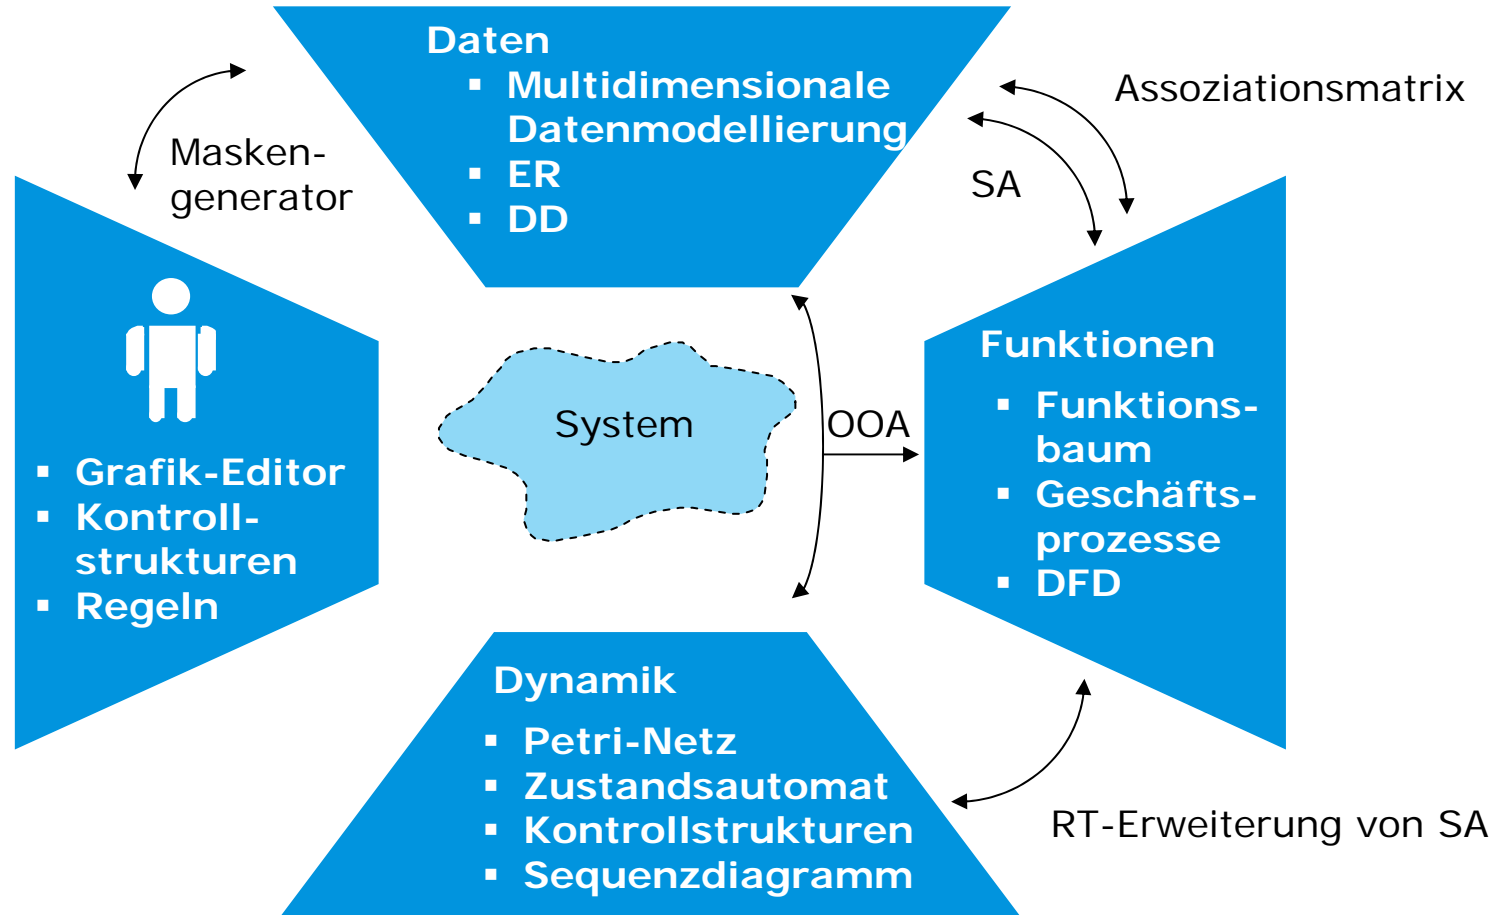 Daten
▪ Multidimensionale
Datenmodellierung
▪ ER
▪ DD
Assoziationsmatrix
SA
Masken-
generator
▪ Grafik-Editor
▪ Kontroll-
strukturen
▪ Regeln
System
OOA
Funktionen
▪ Funktions-
baum
▪ Geschäfts-
prozesse
▪ DFD
Dynamik
▪ Petri-Netz
▪ Zustandsautomat
▪ Kontrollstrukturen
▪ Sequenzdiagramm
RT-Erweiterung von SA